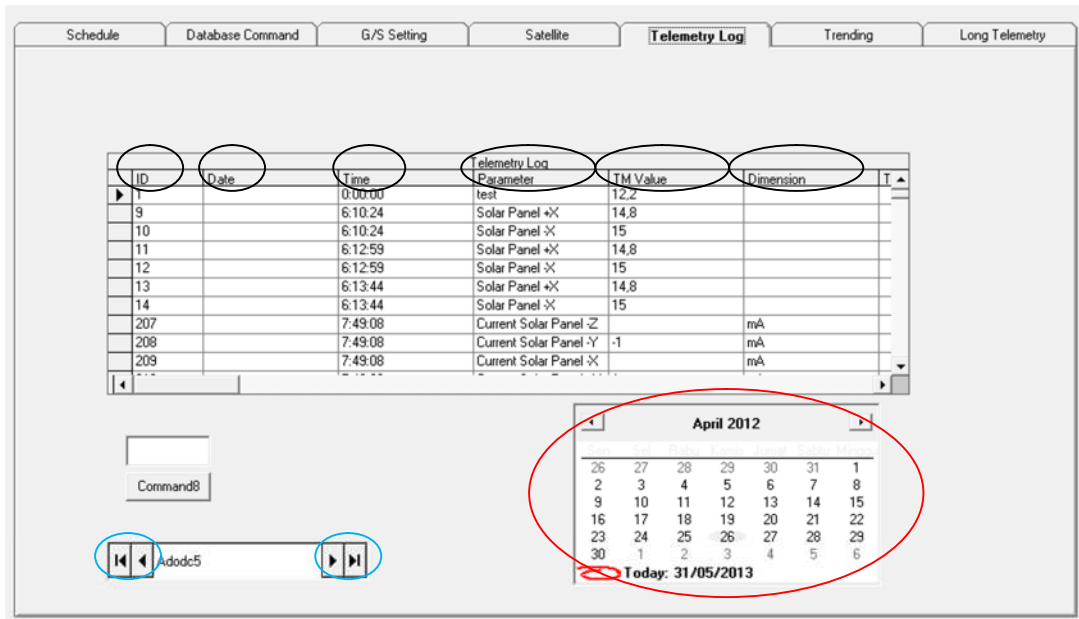 Schedule Database Command G/S Setting Satellite Telemetry Log Trending Long Telemetry
Telemetry Log
ID Date Time Parameter TM Value Dimension T
1 0:00:00 test 12,2
9 6:10:24 Solar Panel +X 14,8
10 6:10:24 Solar Panel -X 15
11 6:12:59 Solar Panel +X 14,8
12 6:12:59 Solar Panel -X 15
13 6:13:44 Solar Panel +X 14,8
14 6:13:44 Solar Panel -X 15
207 7:49:08 Current Solar Panel -Z mA
208 7:49:08 Current Solar Panel -Y -1 mA
209 7:49:08 Current Solar Panel -X mA
April 2012
Sen Sel Rabu Kamis Jumat Sabtu Minggu
26 27 28 29 30 31 1
2 3 4 5 6 7 8
9 10 11 12 13 14 15
16 17 18 19 20 21 22
23 24 25 26 27 28 29
30 1 2 3 4 5 6
Today: 31/05/2013
Command8
Adodc5